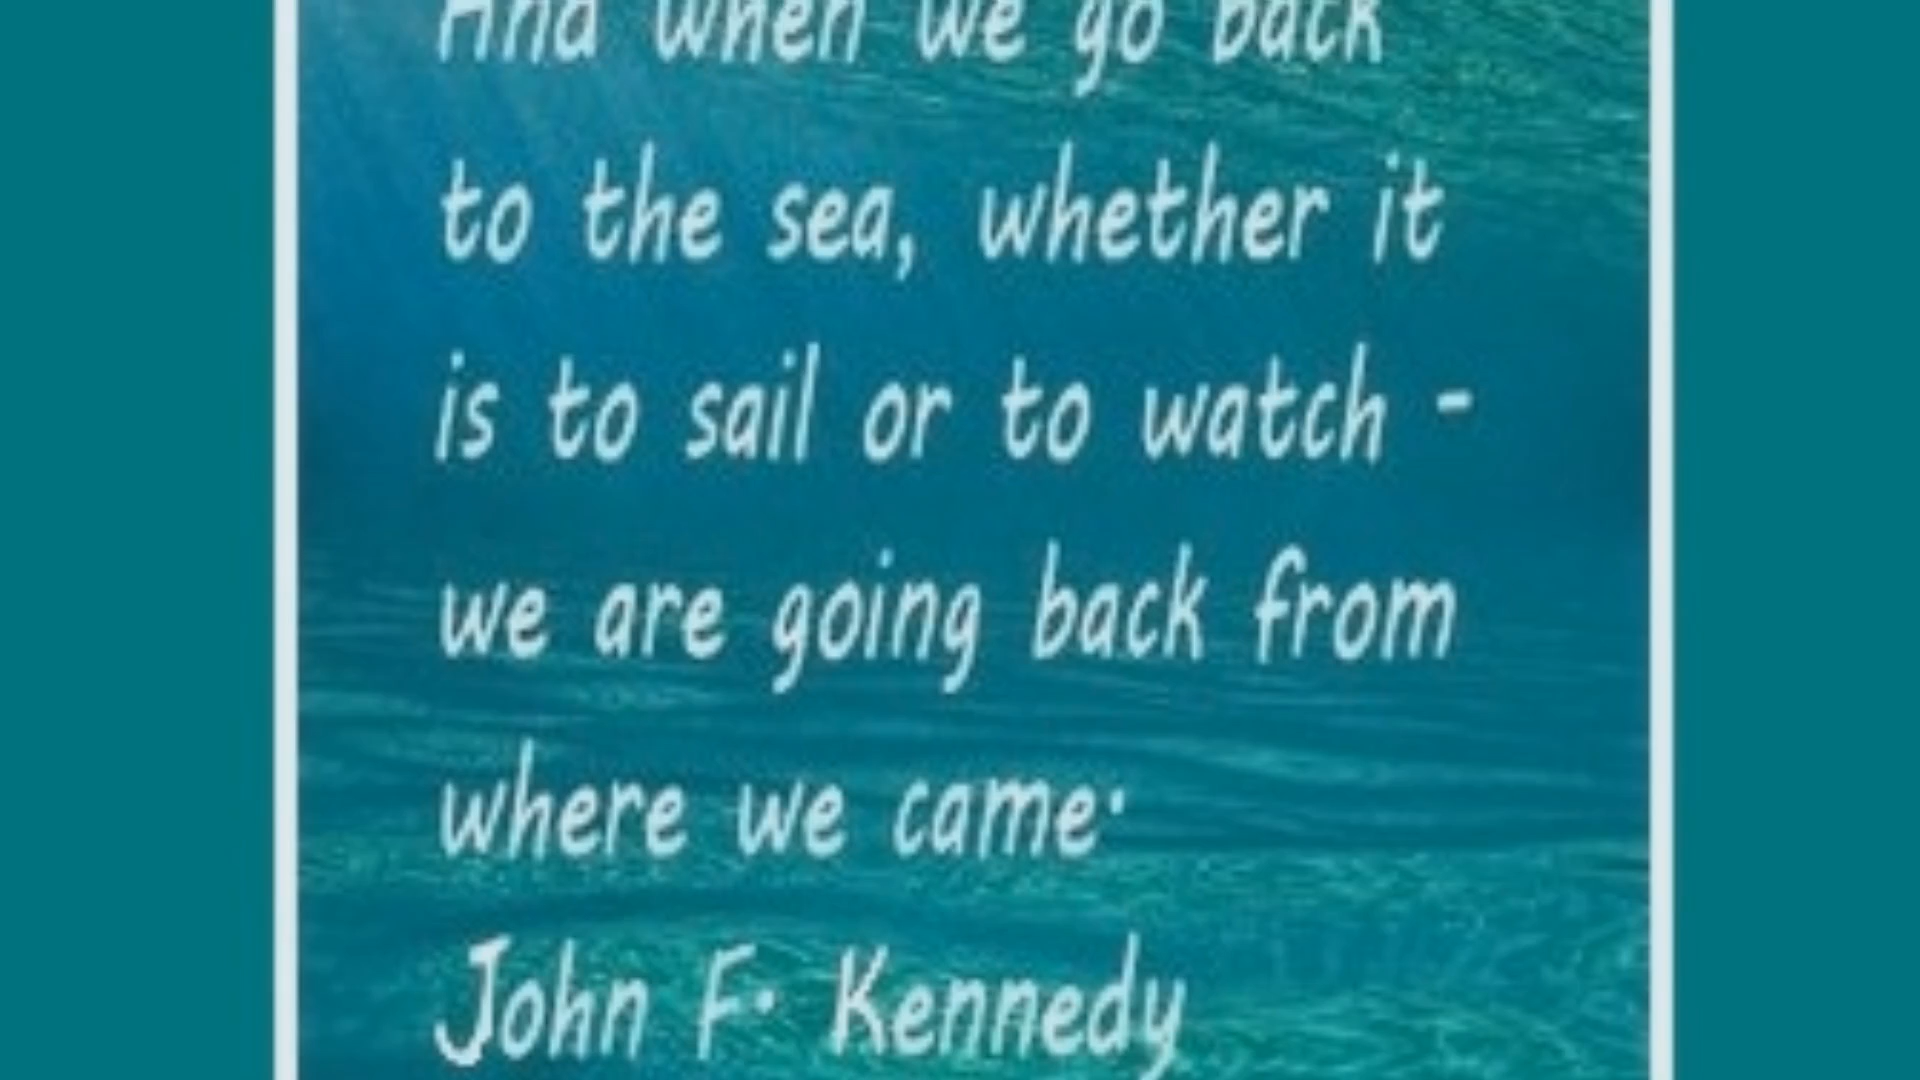 And when we go back
to the sea, whether it
is to sail or to watch -
we are going back from
where we came·
John F· Kennedy